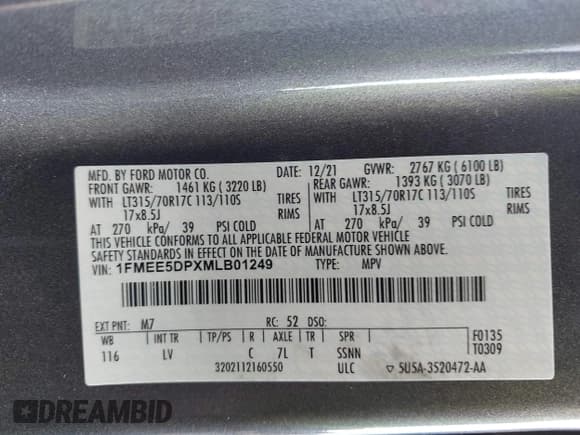 MFD. BY FORD MOTOR CO.
DATE: 12/21 GVWR: 2767 KG ( 6100 LB)
FRONT GAWR: 1461 KG ( 3220 LB)
REAR GAWR: 1393 KG ( 3070 LB)
WITH LT315/70R17C 113/110S TIRES
WITH LT315/70R17C 113/110S TIRES
17x8.5J RIMS
17x8.5J RIMS
AT 270 kPa/ 39 PSI COLD
AT 270 kPa/ 39 PSI COLD
THIS VEHICLE CONFORMS TO ALL APPLICABLE FEDERAL MOTOR VEHICLE
SAFETY STANDARDS IN EFFECT ON THE DATE OF MANUFACTURE SHOWN ABOVE.
VIN: 1FMEE5DPXMLB01249 TYPE: MPV
EXT PNT: M7 RC: 52 DSO:
WB INT TR TP/PS R AXLE TR SPR F0135
116 LV C 7L T SSNN T0309
3202112160550 ULC ▽ 5USA-3520472-AA
DREAMBID